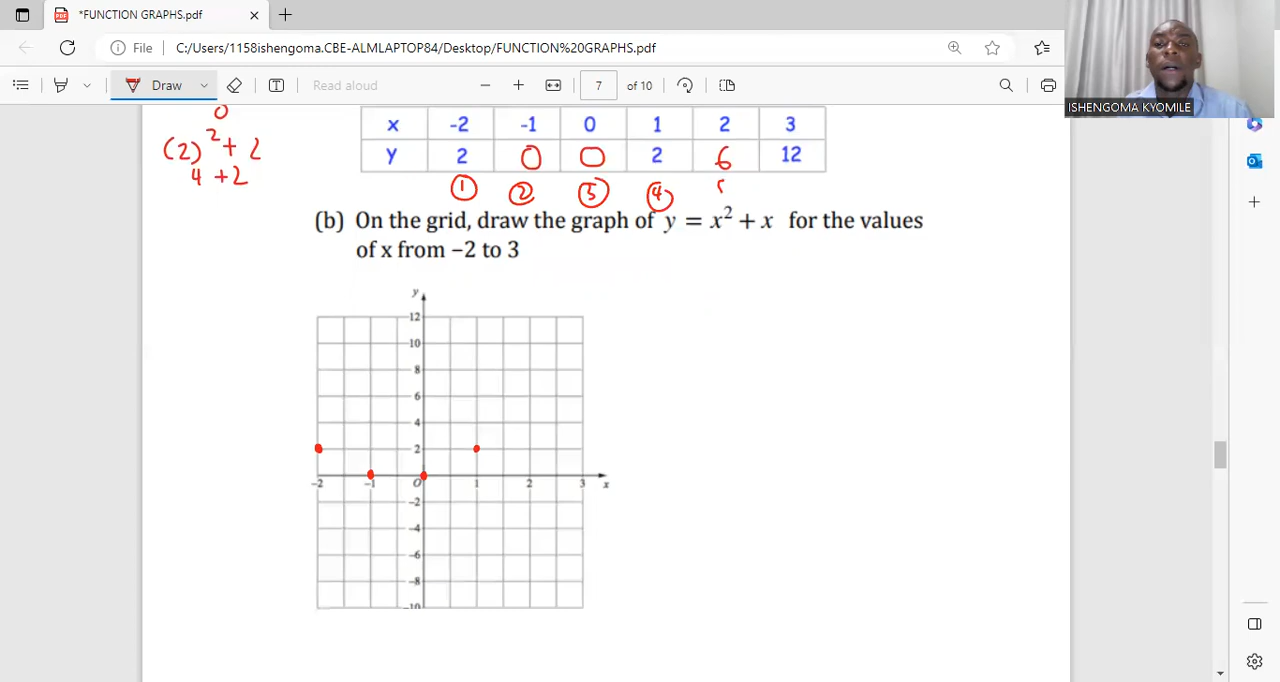 *FUNCTION GRAPHS.pdf
File C:/Users/1158ishengoma.CBE-ALMLAPTOP84/Desktop/FUNCTION%20GRAPHS.pdf
Draw Read aloud 7 of 10
ISHENGOMA KYOMILE
0
(2)² + 2
4 + 2
x -2 -1 0 1 2 3
y 2 0 0 2 6 12
① ② ③ ④
(b) On the grid, draw the graph of y = x² + x for the values
of x from −2 to 3
y
12
10
8
6
4
2
-2 -1 O 1 2 3 x
-2
-4
-6
-8
-10